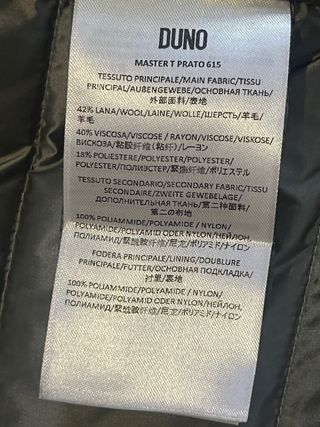 DUNO
MASTER T PRATO 615
TESSUTO PRINCIPALE/MAIN FABRIC/TISSU
PRINCIPAL/AUßENGEWEBE/ОСНОВНАЯ ТКАНЬ/
外部面料/表地
42% LANA/WOOL/LAINE/WOLLE/ШЕРСТЬ/羊毛/
羊毛
40% VISCOSA/VISCOSE / RAYON/VISCOSE/VISKOSE/
ВИСКОЗА/粘胶纤维(粘纤)/レーヨン
18% POLIESTERE/POLYESTER/POLYESTER/
POLYESTER/ПОЛИЭСТЕР/聚酯纤维/ポリエステル
TESSUTO SECONDARIO/SECONDARY FABRIC/TISSU
SECONDAIRE/ZWEITE GEWEBELAGE/
ДОПОЛНИТЕЛЬНАЯ ТКАНЬ/第二种面料/
第二の布地
100% POLIAMMIDE/POLYAMIDE / NYLON/
POLYAMIDE/POLYAMID ODER NYLON/НЕЙЛОН,
ПОЛИАМИД/聚酰胺纤维/尼龙/ポリアミド/ナイロン
FODERA PRINCIPALE/LINING/DOUBLURE
PRINCIPALE/FUTTER/ОСНОВНАЯ ПОДКЛАДКА/
衬里/裏地
100% POLIAMMIDE/POLYAMIDE / NYLON/
POLYAMIDE/POLYAMID ODER NYLON/НЕЙЛОН,
ПОЛИАМИД/聚酰胺纤维/尼龙/ポリアミド/ナイロン